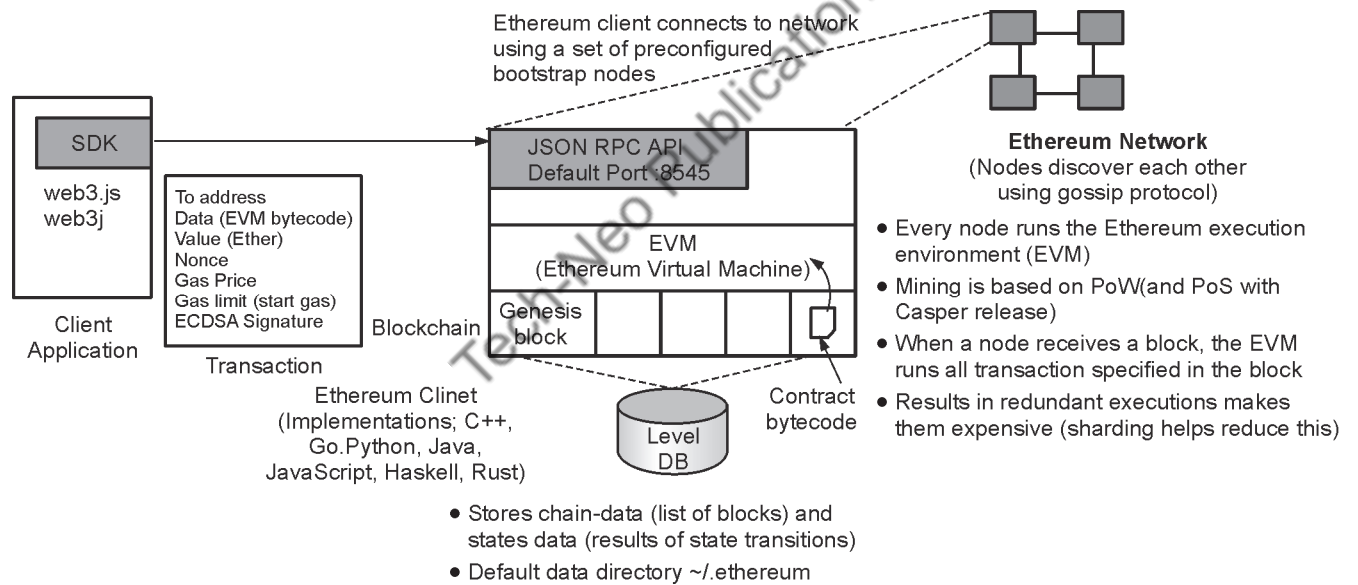 Ethereum client connects to network
using a set of preconfigured
bootstrap nodes
SDK
web3.js
web3j
Client
Application
To address
Data (EVM bytecode)
Value (Ether)
Nonce
Gas Price
Gas limit (start gas)
ECDSA Signature
Transaction
JSON RPC API
Default Port :8545
EVM
(Ethereum Virtual Machine)
Blockchain
Genesis
block
Ethereum Clinet
(Implementations; C++,
Go.Python, Java,
JavaScript, Haskell, Rust)
Level
DB
Contract
bytecode
• Stores chain-data (list of blocks) and
states data (results of state transitions)
• Default data directory ~/.ethereum
Ethereum Network
(Nodes discover each other
using gossip protocol)
• Every node runs the Ethereum execution
environment (EVM)
• Mining is based on PoW(and PoS with
Casper release)
• When a node receives a block, the EVM
runs all transaction specified in the block
• Results in redundant executions makes
them expensive (sharding helps reduce this)
Tech-Neo Publication